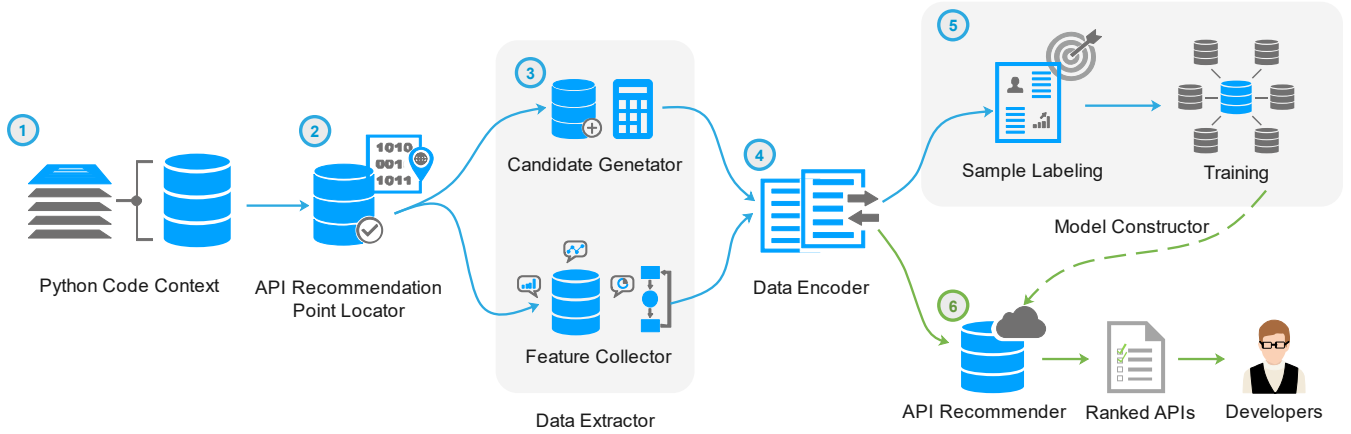 1
Python Code Context
2
1010
001
1011
API Recommendation
Point Locator
3
Candidate Genetator
Feature Collector
Data Extractor
4
Data Encoder
5
Sample Labeling
Training
Model Constructor
6
API Recommender
Ranked APIs
Developers